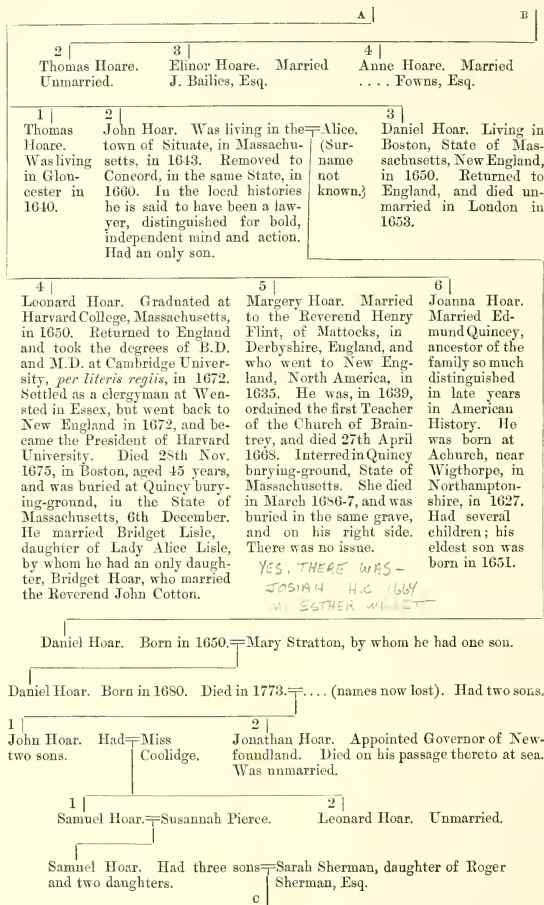 A B
2 3 4
Thomas Hoare.
Unmarried.
Elinor Hoare. Married
J. Bailies, Esq.
Anne Hoare. Married
. . . . Fowns, Esq.
1 2 3
Thomas
Hoare.
Was living
in Glou-
cester in
1640.
John Hoar. Was living in the
town of Situate, in Massachu-
setts, in 1643. Removed to
Concord, in the same State, in
1660. In the local histories
he is said to have been a law-
yer, distinguished for bold,
independent mind and action.
Had an only son.
Alice.
(Sur-
name
not
known.}
Daniel Hoar. Living in
Boston, State of Mas-
sachusetts, New England,
in 1650. Returned to
England, and died un-
married in London in
1653.
4 5 6
Leonard Hoar. Graduated at
Harvard College, Massachusetts,
in 1650. Returned to England
and took the degrees of B.D.
and M.D. at Cambridge Univer-
sity, per literis regiis, in 1672.
Settled as a clergyman at Wen-
sted in Essex, but went back to
New England in 1672, and be-
came the President of Harvard
University. Died 28th Nov.
1675, in Boston, aged 45 years,
and was buried at Quincy bury-
ing-ground, in the State of
Massachusetts, 6th December.
He married Bridget Lisle,
daughter of Lady Alice Lisle,
by whom he had an only daugh-
ter, Bridget Hoar, who married
the Reverend John Cotton.
Margery Hoar. Married
to the Reverend Henry
Flint, of Mattocks, in
Derbyshire, England, and
who went to New Eng-
land, North America, in
1635. He was, in 1639,
ordained the first Teacher
of the Church of Brain-
trey, and died 27th April
1668. Interred in Quincy
burying-ground, State of
Massachusetts. She died
in March 1686-7, and was
buried in the same grave,
and on his right side.
There was no issue.
YES, THERE WAS -
JOSIAH H.C. 1664
ESTHER
Joanna Hoar.
Married Ed-
mund Quincey,
ancestor of the
family so much
distinguished
in late years
in American
History. He
was born at
Achurch, near
Wigthorpe, in
Northampton-
shire, in 1627.
Had several
children; his
eldest son was
born in 1651.
Daniel Hoar. Born in 1650.=Mary Stratton, by whom he had one son.
Daniel Hoar. Born in 1680. Died in 1773.=. . . . (names now lost). Had two sons.
1 2
John Hoar. Had
two sons.
Miss
Coolidge.
Jonathan Hoar. Appointed Governor of New-
foundland. Died on his passage thereto at sea.
Was unmarried.
1 2
Samuel Hoar.=Susannah Pierce. Leonard Hoar. Unmarried.
Samuel Hoar. Had three sons
and two daughters.
Sarah Sherman, daughter of Roger
Sherman, Esq.
C